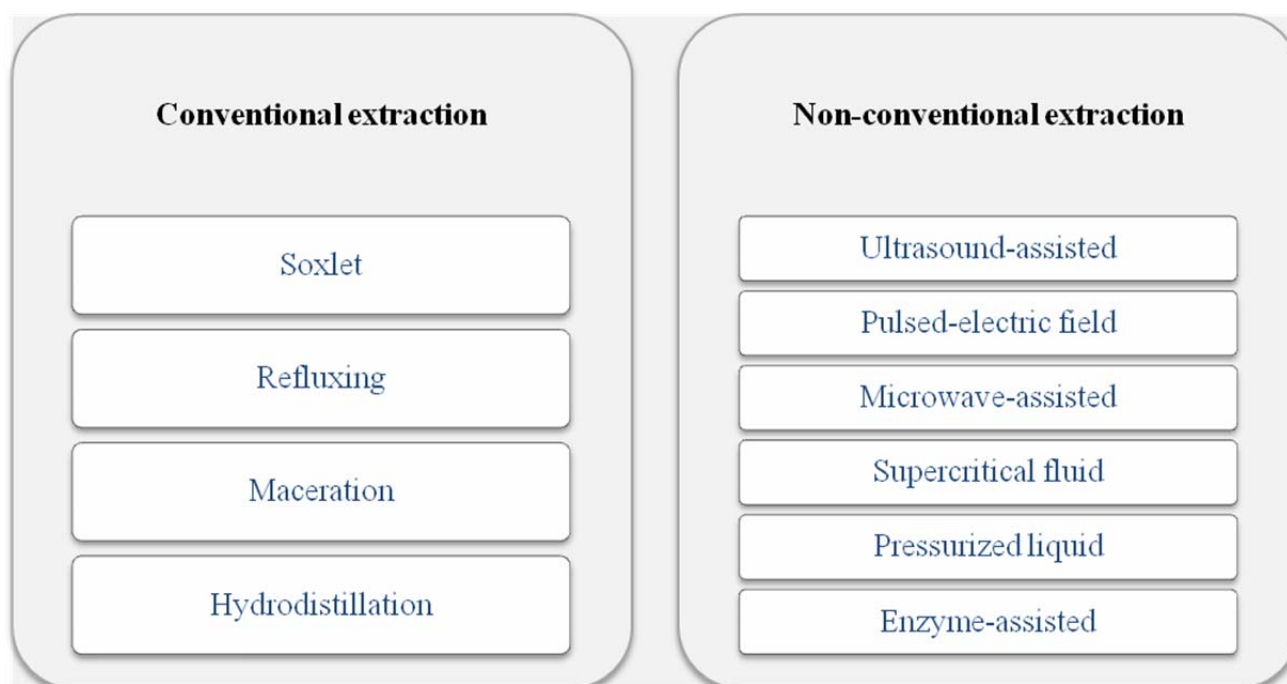 Conventional extraction
Soxlet
Refluxing
Maceration
Hydrodistillation
Non-conventional extraction
Ultrasound-assisted
Pulsed-electric field
Microwave-assisted
Supercritical fluid
Pressurized liquid
Enzyme-assisted